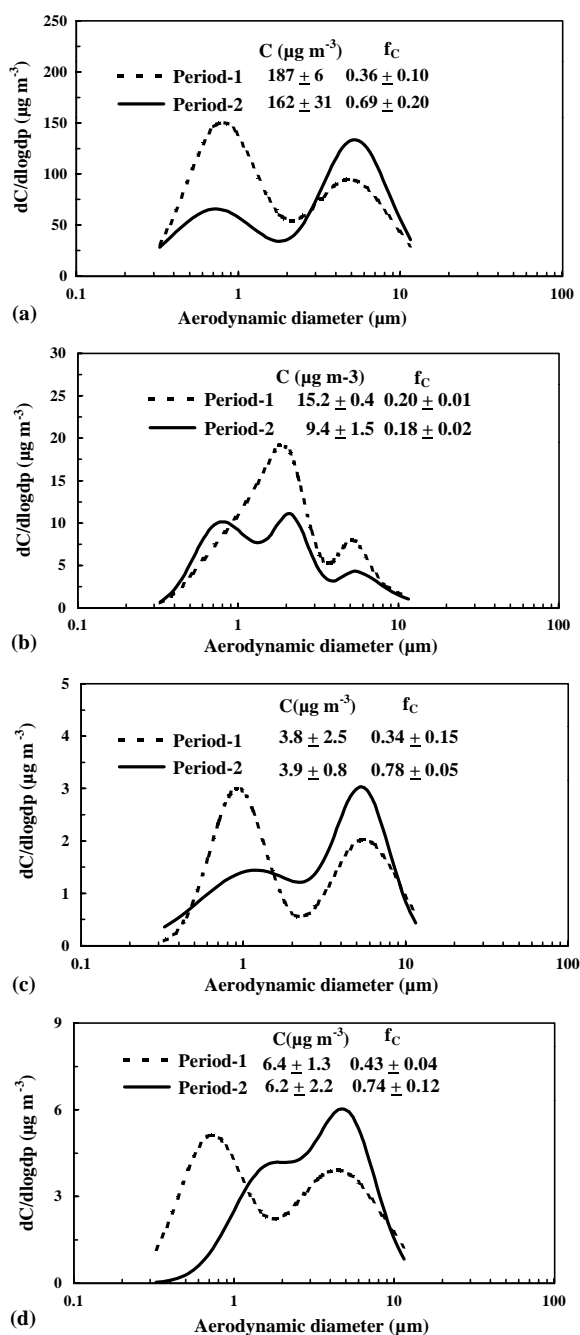 250
200
150
100
50
0
dC/dlogdp (µg m⁻³)
C (µg m⁻³) f_C
Period-1 187 ± 6 0.36 ± 0.10
Period-2 162 ± 31 0.69 ± 0.20
0.1 1 10 100
(a)
Aerodynamic diameter (µm)
30
25
20
15
10
5
0
dC/dlogdp (µg m⁻³)
C (µg m-3) f_C
Period-1 15.2 ± 0.4 0.20 ± 0.01
Period-2 9.4 ± 1.5 0.18 ± 0.02
0.1 1 10 100
(b)
Aerodynamic diameter (µm)
5
4
3
2
1
0
dC/dlogdp (µg m⁻³)
C(µg m⁻³) f_C
Period-1 3.8 ± 2.5 0.34 ± 0.15
Period-2 3.9 ± 0.8 0.78 ± 0.05
0.1 1 10 100
(c)
Aerodynamic diameter (µm)
9
6
3
0
dC/dlogdp (µg m⁻³)
C(µg m⁻³) f_C
Period-1 6.4 ± 1.3 0.43 ± 0.04
Period-2 6.2 ± 2.2 0.74 ± 0.12
0.1 1 10 100
(d)
Aerodynamic diameter (µm)